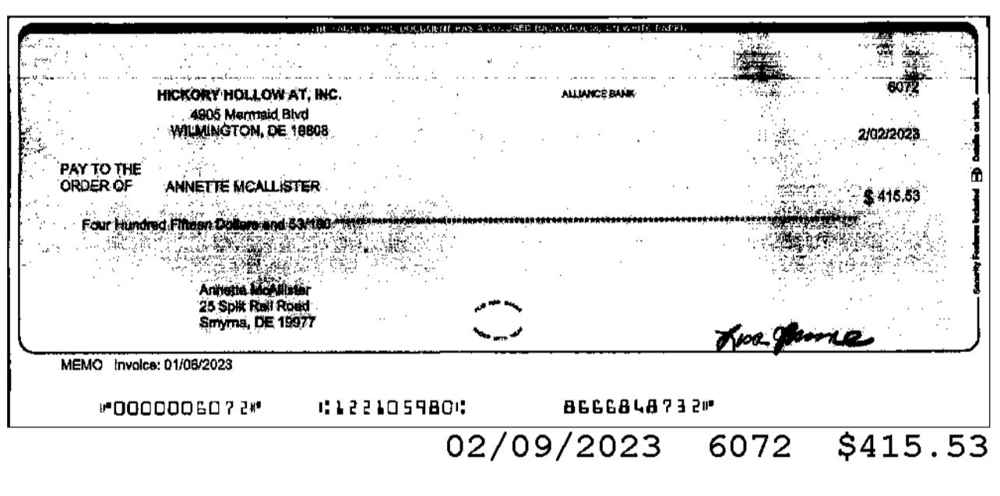 THE FACE OF THIS DOCUMENT HAS A COLORED BACKGROUND ON WHITE PAPER
HICKORY HOLLOW AT, INC.
4905 Mermaid Blvd
WILMINGTON, DE 19808
ALLIANCE BANK
6072
2/02/2023
PAY TO THE
ORDER OF ANNETTE MCALLISTER
$ 415.53
Four Hundred Fifteen Dollars and 53/100
Annette McAllister
25 Split Rail Road
Smyrna, DE 19977
Security Features Included Details on back.
MEMO Invoice: 01/06/2023
⑈0000006072⑈ ⑆122105980⑆ 8666848732⑈
02/09/2023 6072 $415.53